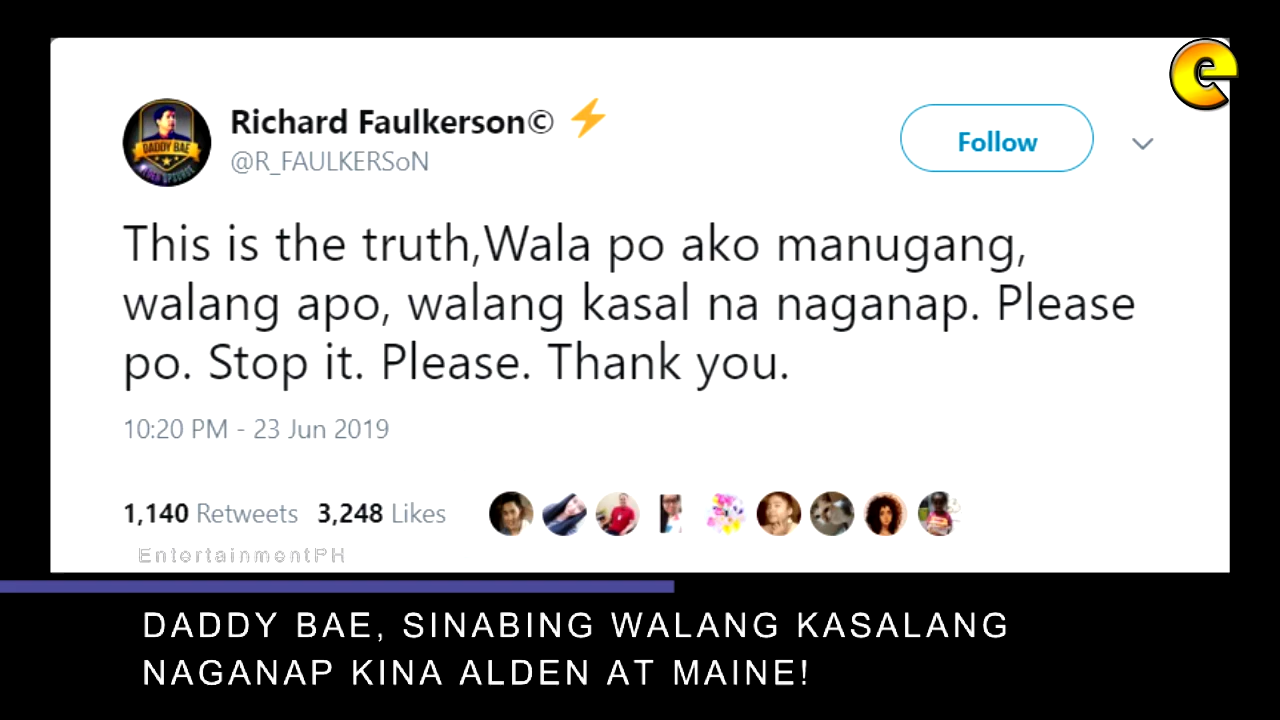 Richard Faulkerson© ⚡
@R_FAULKERSoN
Follow
DADDY BAE
This is the truth,Wala po ako manugang,
walang apo, walang kasal na naganap. Please
po. Stop it. Please. Thank you.
10:20 PM - 23 Jun 2019
1,140 Retweets 3,248 Likes
EntertainmentPH
DADDY BAE, SINABING WALANG KASALANG
NAGANAP KINA ALDEN AT MAINE!
e